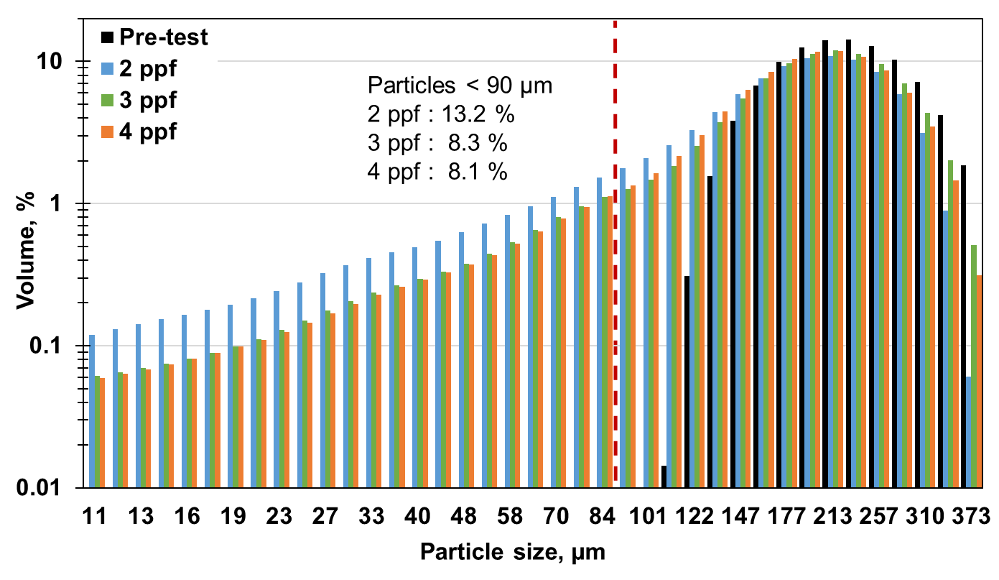 Pre-test
2 ppf
3 ppf
4 ppf
Particles < 90 µm
2 ppf : 13.2 %
3 ppf : 8.3 %
4 ppf : 8.1 %
Volume, %
10
1
0.1
0.01
11 13 16 19 23 27 33 40 48 58 70 84 101 122 147 177 213 257 310 373
Particle size, µm